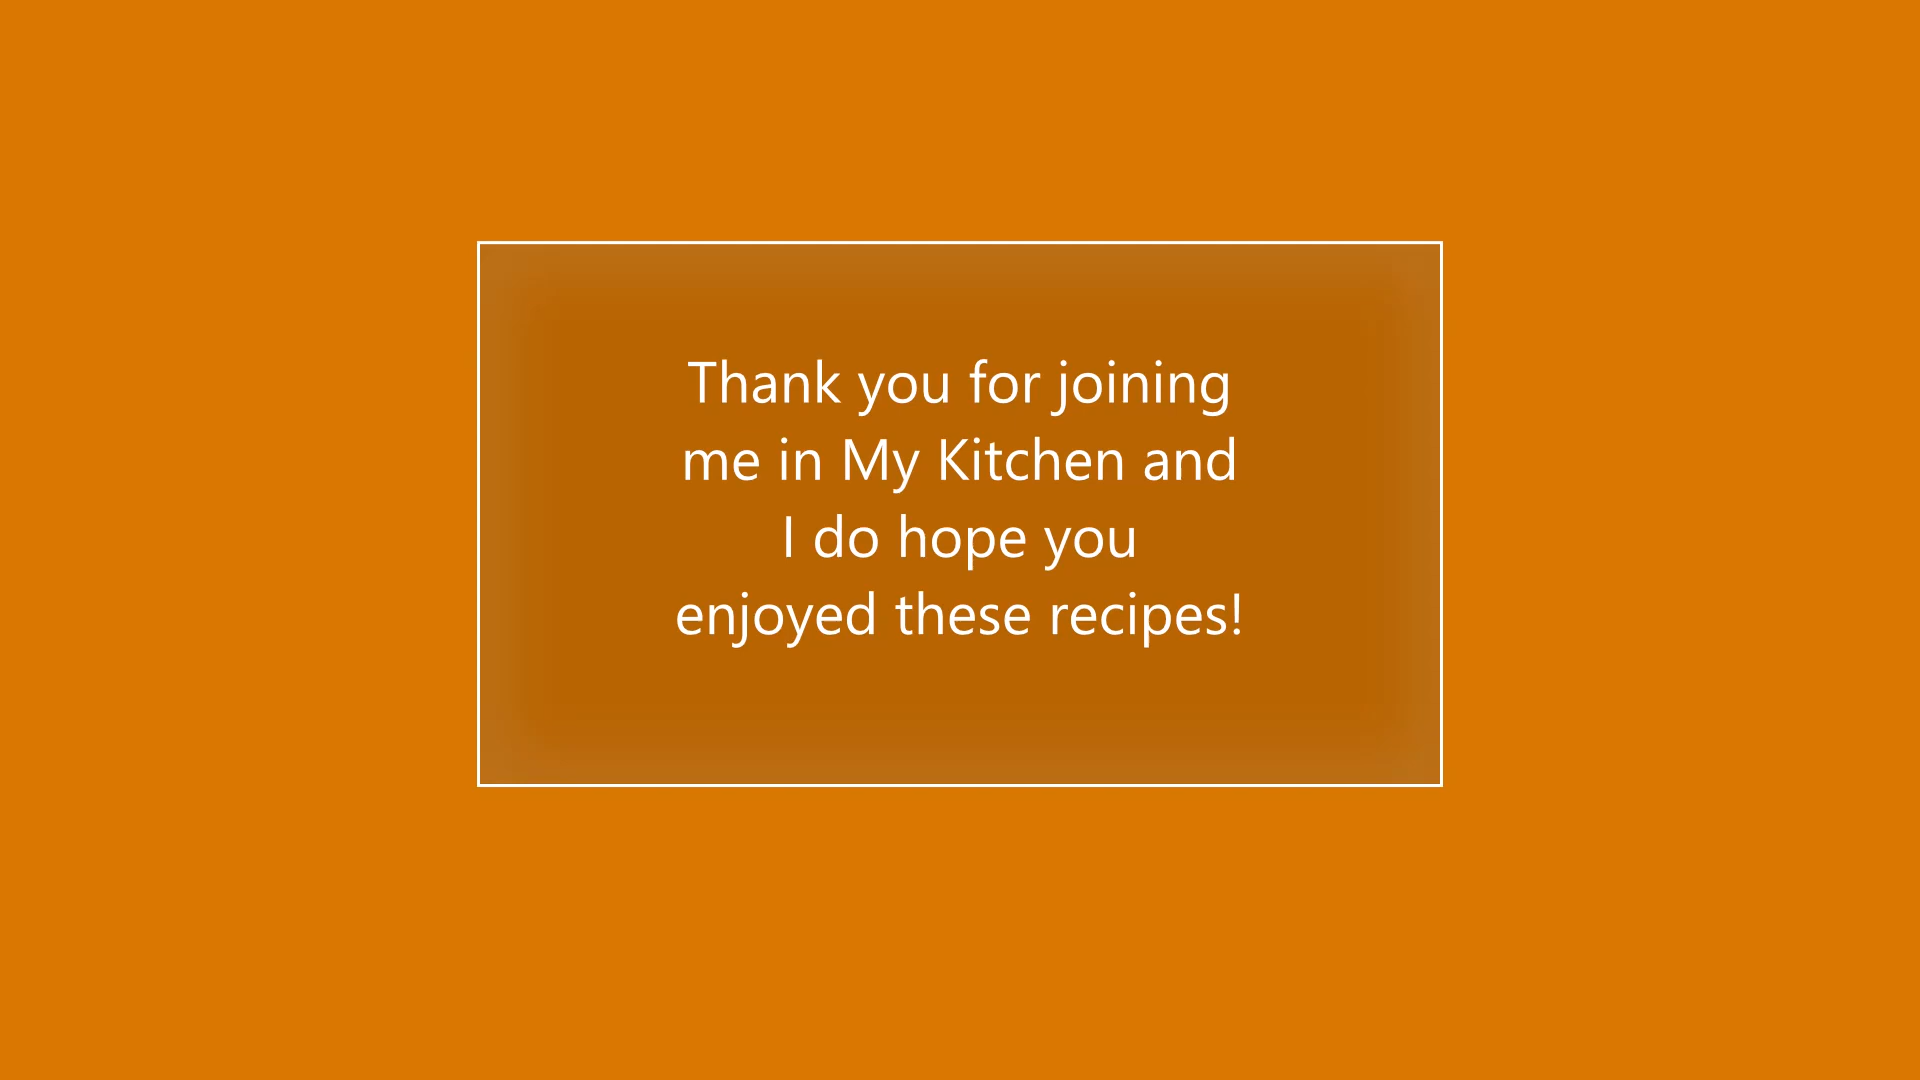 Thank you for joining
me in My Kitchen and
I do hope you
enjoyed these recipes!